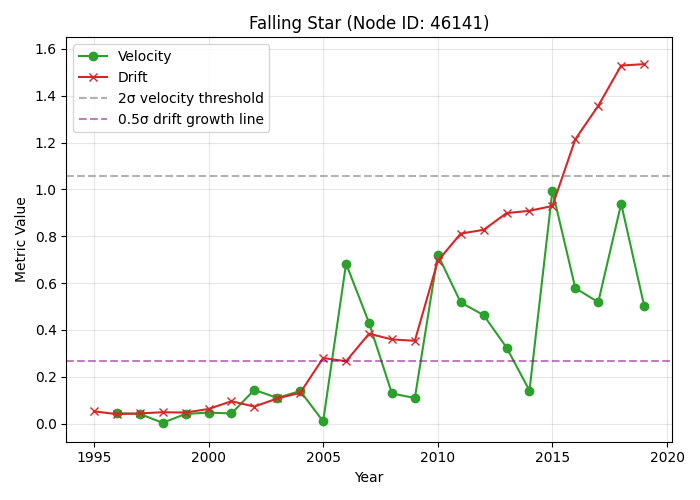 Falling Star (Node ID: 46141)
Velocity
Drift
2σ velocity threshold
0.5σ drift growth line
Metric Value
1.6
1.4
1.2
1.0
0.8
0.6
0.4
0.2
0.0
1995
2000
2005
2010
2015
2020
Year